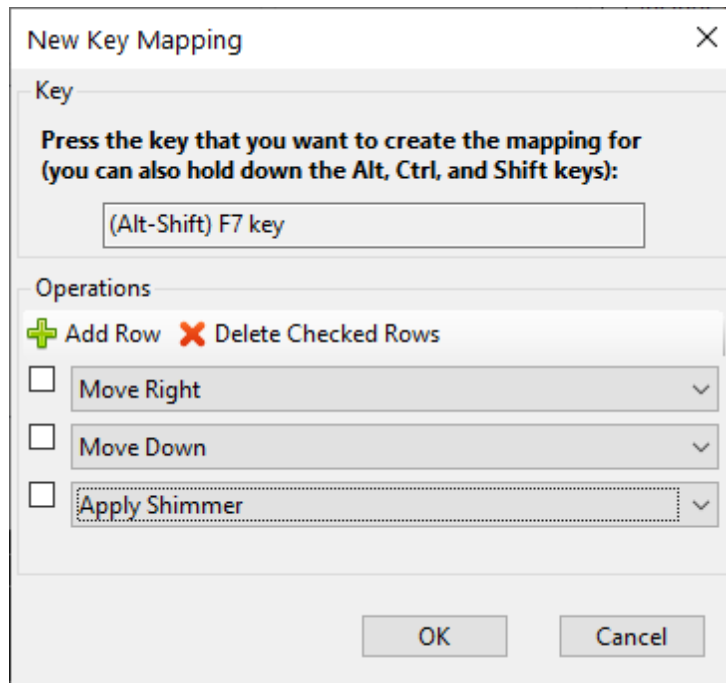 New Key Mapping
Key
Press the key that you want to create the mapping for
(you can also hold down the Alt, Ctrl, and Shift keys):
(Alt-Shift) F7 key
Operations
Add Row Delete Checked Rows
Move Right
Move Down
Apply Shimmer
OK Cancel